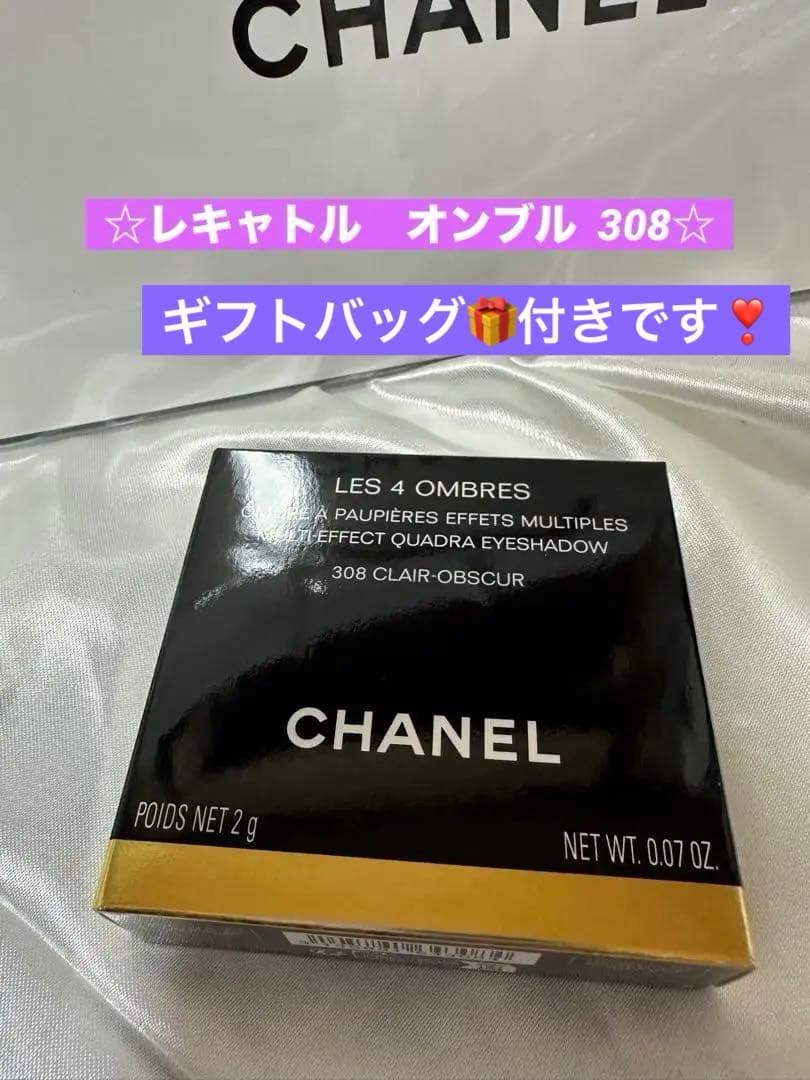 CHANEL
☆レキャトル　オンブル 308☆
ギフトバッグ🎁付きです❣️
LES 4 OMBRES
OMBRE À PAUPIÈRES EFFETS MULTIPLES
MULTI-EFFECT QUADRA EYESHADOW
308 CLAIR-OBSCUR
CHANEL
POIDS NET 2 g
NET WT. 0.07 OZ.